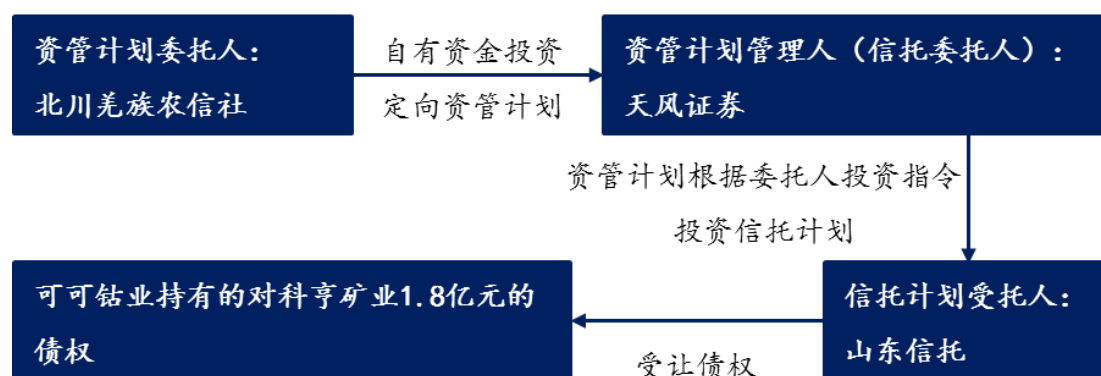 资管计划委托人:
北川羌族农信社
自有资金投资
定向资管计划
资管计划管理人（信托委托人）:
天风证券
资管计划根据委托人投资指令
投资信托计划
信托计划受托人:
山东信托
受让债权
可可钴业持有的对科亨矿业1.8亿元的
债权